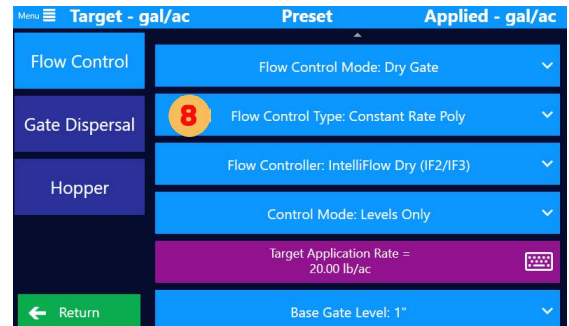 Menu Target - gal/ac Preset Applied - gal/ac
Flow Control
Gate Dispersal
Hopper
Return
Flow Control Mode: Dry Gate
8 Flow Control Type: Constant Rate Poly
Flow Controller: IntelliFlow Dry (IF2/IF3)
Control Mode: Levels Only
Target Application Rate =
20.00 lb/ac
Base Gate Level: 1"